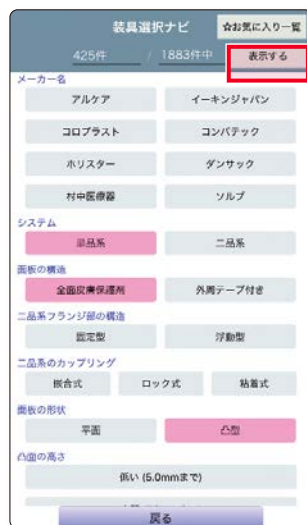 装具選択ナビ ☆お気に入り一覧
425件 / 1883件中 表示する
メーカー名
アルケア イーキンジャパン
コロプラスト コンバテック
ホリスター ダンサック
村中医療器 ソルブ
システム
単品系 二品系
面板の構造
全面皮膚保護剤 外周テープ付き
二品系フランジ部の構造
固定型 浮動型
二品系のカップリング
嵌合式 ロック式 粘着式
面板の形状
平面 凸型
凸面の高さ
低い (5.0mmまで)
戻る